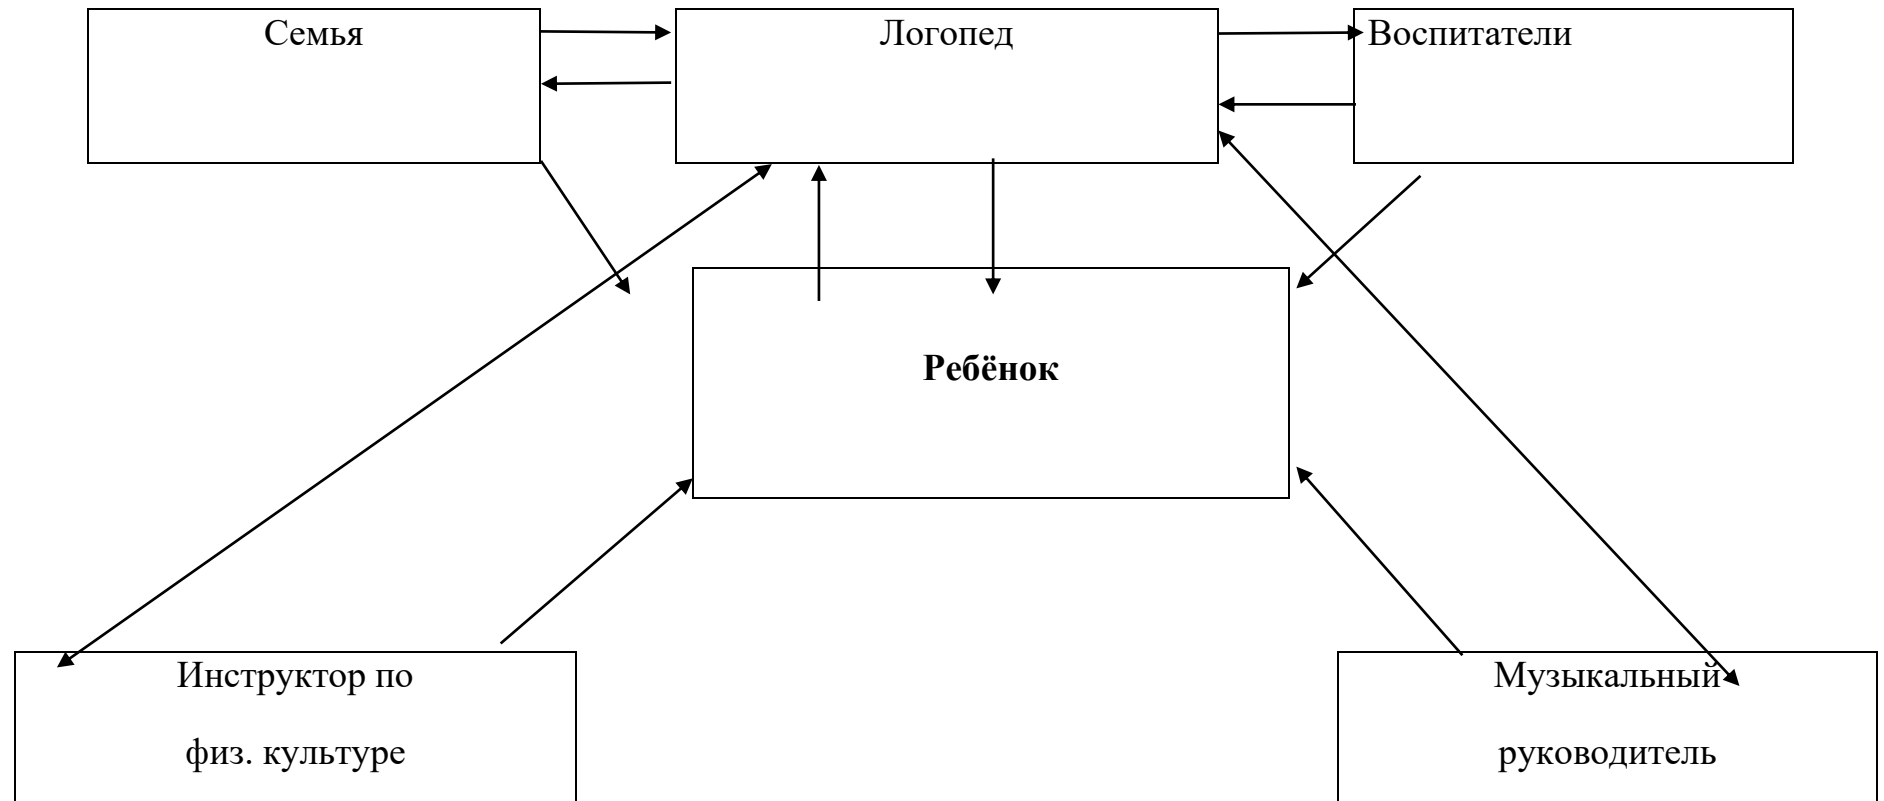 Семья
Логопед
Воспитатели
Ребёнок
Инструктор по
физ. культуре
Музыкальный
руководитель